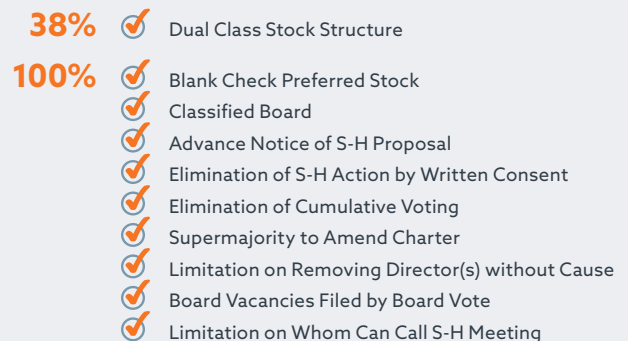 38% Dual Class Stock Structure
100% Blank Check Preferred Stock
Classified Board
Advance Notice of S-H Proposal
Elimination of S-H Action by Written Consent
Elimination of Cumulative Voting
Supermajority to Amend Charter
Limitation on Removing Director(s) without Cause
Board Vacancies Filed by Board Vote
Limitation on Whom Can Call S-H Meeting